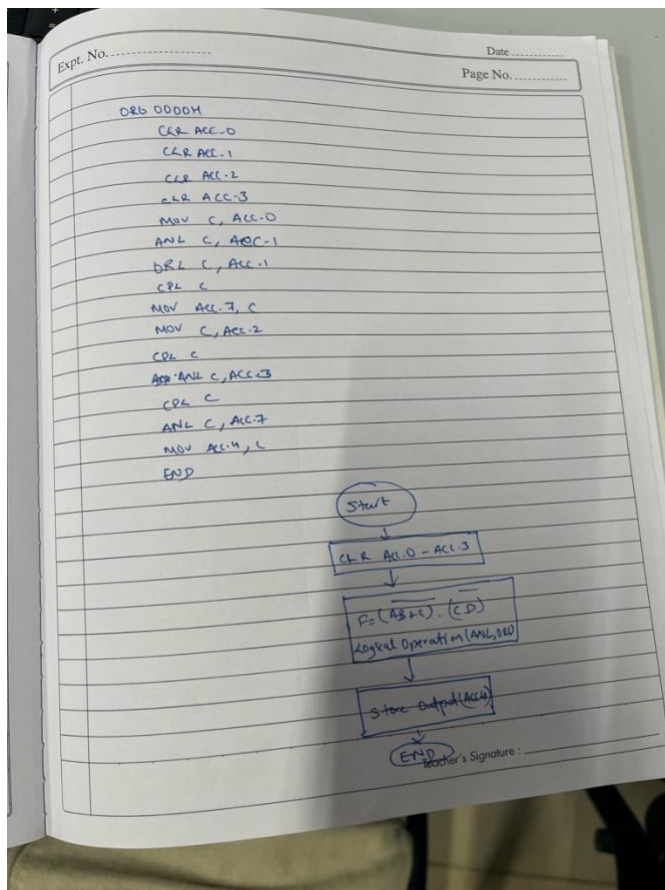 Expt. No.
Date
Page No.
ORG 0000H
CLR ACC.0
CLR ACC.1
CLR ACC.2
CLR ACC.3
MOV C, ACC.0
ANL C, ACC.1
ORL C, ACC.1
CPL C
MOV ACC.7, C
MOV C, ACC.2
CPL C
ANL C, ACC.3
CPL C
ANL C, ACC.7
MOV ACC.4, C
END
Start
CLR ACC.0 - ACC.3
F= (\overline{AB+C}) . (\overline{CD})
Logical Operation (ANL, ORL)
Store Output (ACC4)
END
Teacher's Signature :